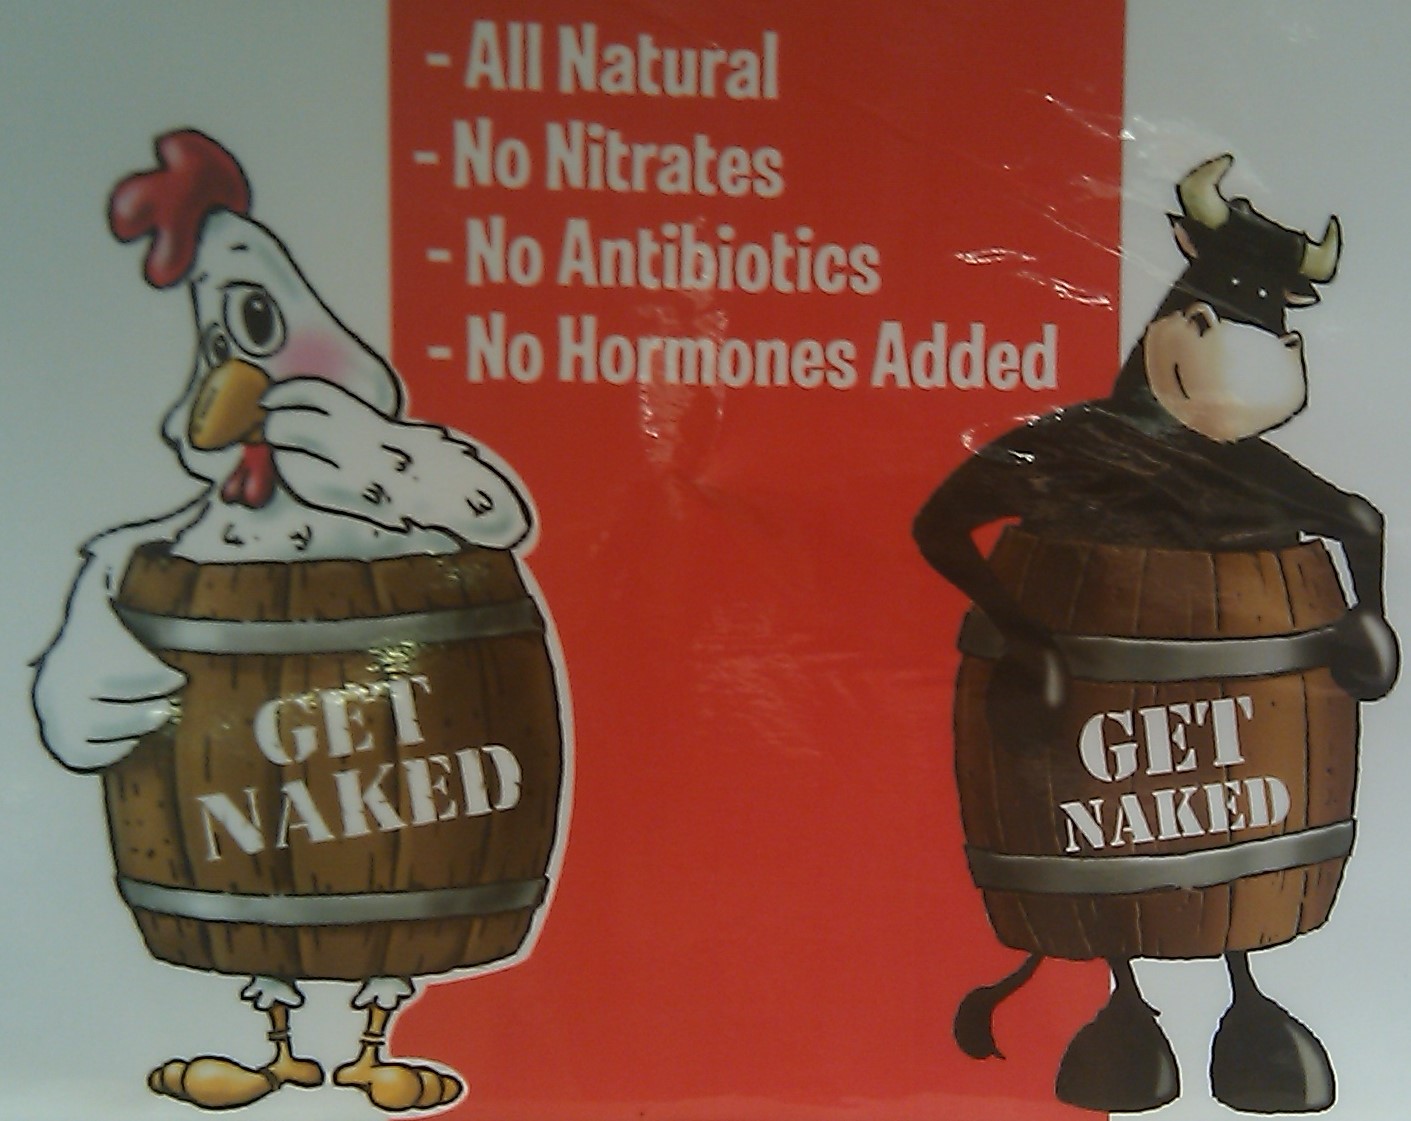 - All Natural
- No Nitrates
- No Antibiotics
- No Hormones Added
GET
NAKED
GET
NAKED